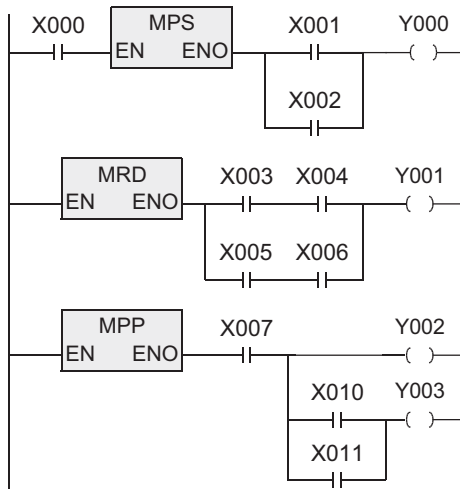 X000 MPS X001 Y000
EN ENO
X002
MRD X003 X004 Y001
EN ENO
X005 X006
MPP X007 Y002
EN ENO
X010 Y003
X011